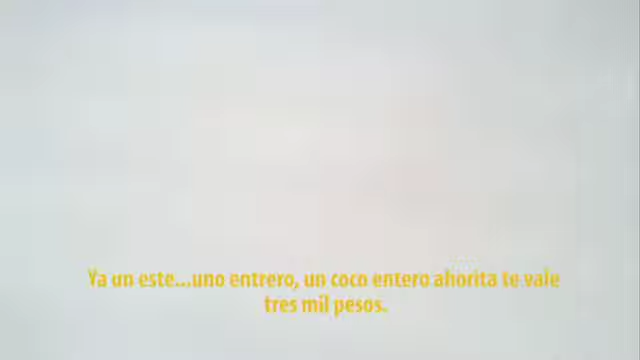 Ya un este...uno entrero, un coco entero ahorita te vale
tres mil pesos.